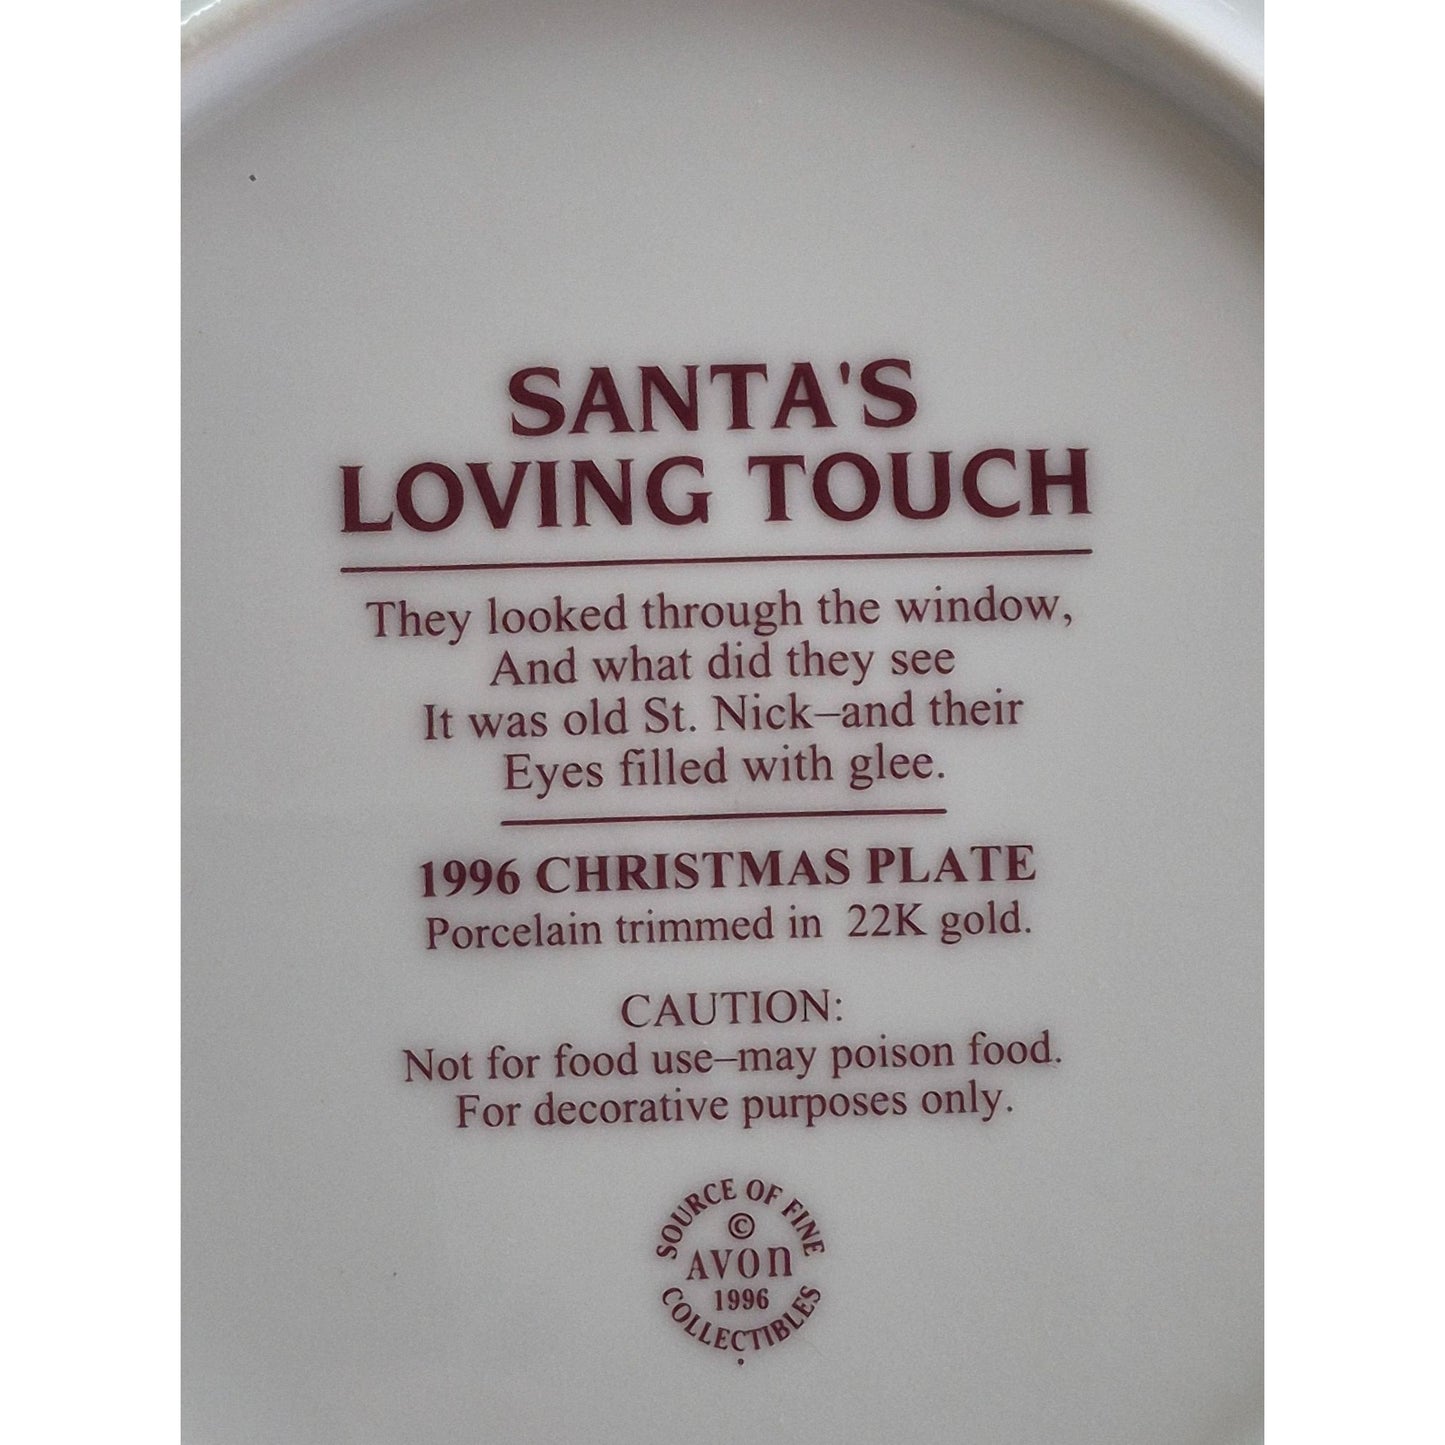 SANTA'S
LOVING TOUCH
They looked through the window,
And what did they see
It was old St. Nick–and their
Eyes filled with glee.
1996 CHRISTMAS PLATE
Porcelain trimmed in 22K gold.
CAUTION:
Not for food use–may poison food.
For decorative purposes only.
SOURCE OF FINE
©
AVON
1996
COLLECTIBLES